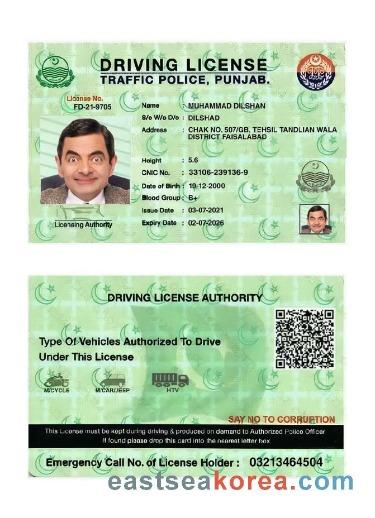 DRIVING LICENSE
TRAFFIC POLICE, PUNJAB.
License No.
FD-21-9705
Name : MUHAMMAD DILSHAN
S/o W/o D/o : DILSHAD
Address : CHAK NO. 507/GB, TEHSIL TANDLIAN WALA
DISTRICT FAISALABAD
Height : 5.6
CNIC No. : 33106-239136-9
Date of Birth : 19-12-2000
Blood Group : B+
Issue Date : 03-07-2021
Expiry Date : 02-07-2026
Licensing Authority
DRIVING LICENSE AUTHORITY
Type Of Vehicles Authorized To Drive
Under This License
M/CYCLE M/CAR/JEEP HTV
SAY NO TO CORRUPTION
This License must be kept during driving & produced on demand to Authorized Police Officer
If found please drop this card into the nearest letter box
Emergency Call No. of License Holder : 03213464504
eastseakorea.com